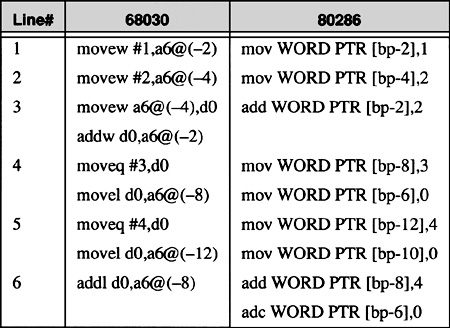 Line# 68030 80286
1 movew #1,a6@(−2) mov WORD PTR [bp-2],1
2 movew #2,a6@(−4) mov WORD PTR [bp-4],2
3 movew a6@(−4),d0 add WORD PTR [bp-2],2
addw d0,a6@(−2)
4 moveq #3,d0 mov WORD PTR [bp-8],3
movel d0,a6@(−8) mov WORD PTR [bp-6],0
5 moveq #4,d0 mov WORD PTR [bp-12],4
movel d0,a6@(−12) mov WORD PTR [bp-10],0
6 addl d0,a6@(−8) add WORD PTR [bp-8],4
adc WORD PTR [bp-6],0